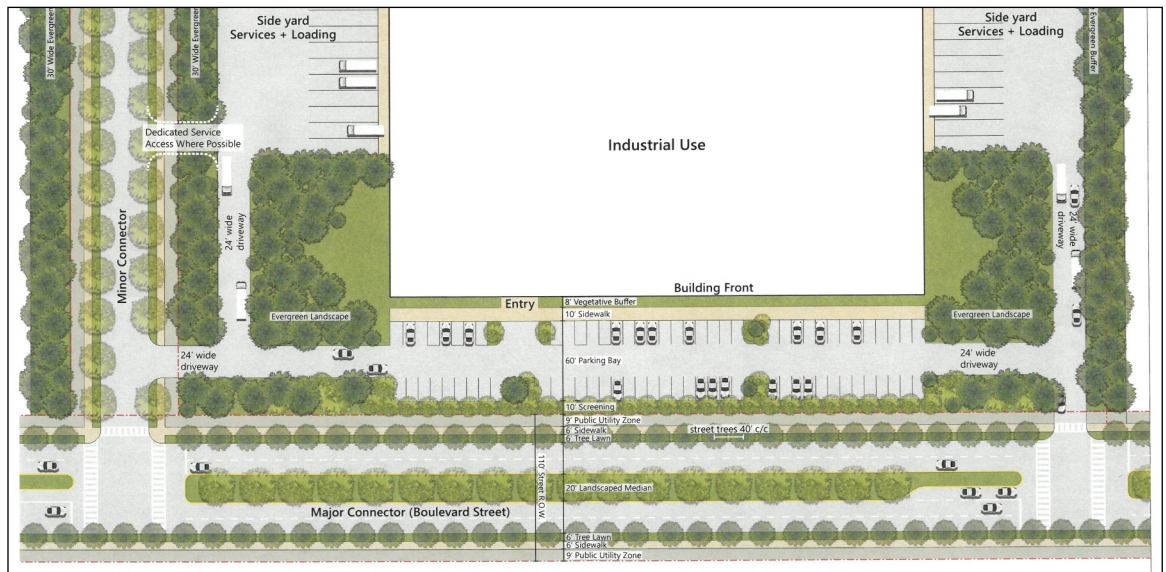 Side yard
Services + Loading
Side yard
Services + Loading
30' Wide Evergreen
30' Wide Evergreen
Evergreen Buffer
Dedicated Service
Access Where Possible
Industrial Use
Minor Connector
24' wide
driveway
24' wide
driveway
Building Front
Entry
8' Vegetative Buffer
10' Sidewalk
Evergreen Landscape
Evergreen Landscape
24' wide
driveway
60' Parking Bay
24' wide
driveway
10' Screening
9' Public Utility Zone
6' Sidewalk
6' Tree Lawn
street trees 40' c/c
110' Street R.O.W.
20' Landscaped Median
Major Connector (Boulevard Street)
6' Tree Lawn
6' Sidewalk
9' Public Utility Zone